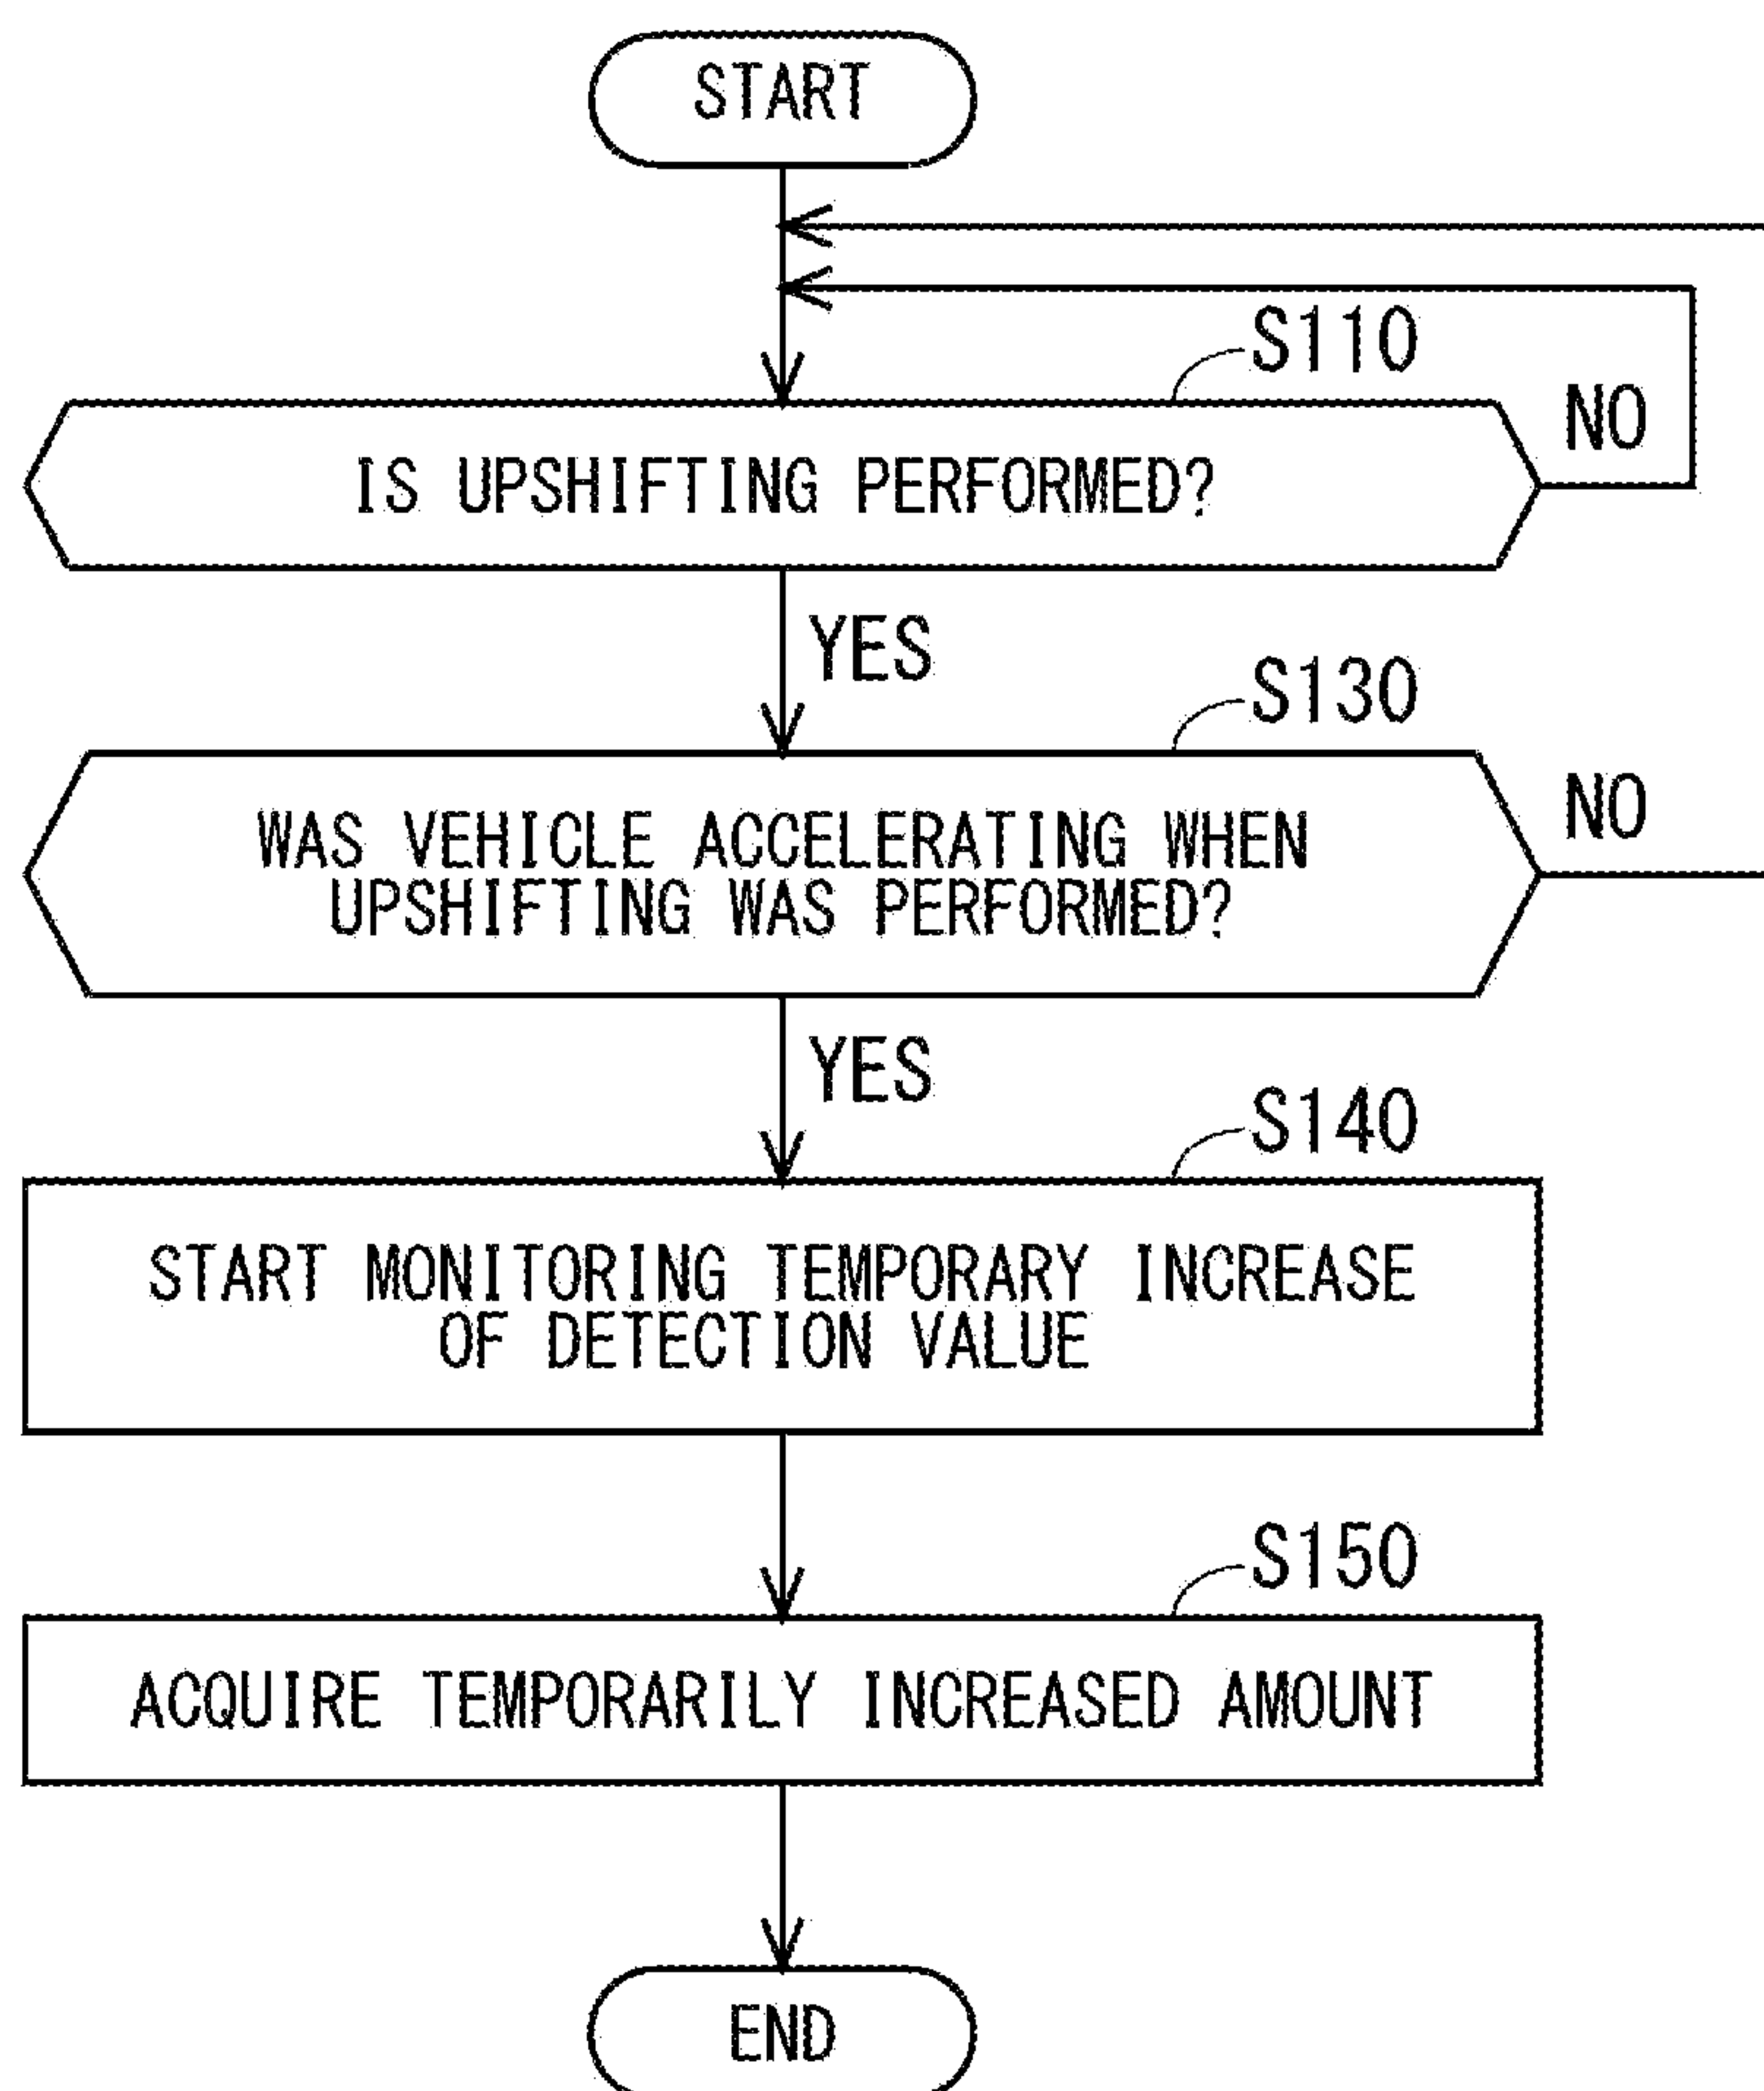 START
S110
IS UPSHIFTING PERFORMED?
NO
YES
S130
WAS VEHICLE ACCELERATING WHEN
UPSHIFTING WAS PERFORMED?
NO
YES
S140
START MONITORING TEMPORARY INCREASE
OF DETECTION VALUE
S150
ACQUIRE TEMPORARILY INCREASED AMOUNT
END